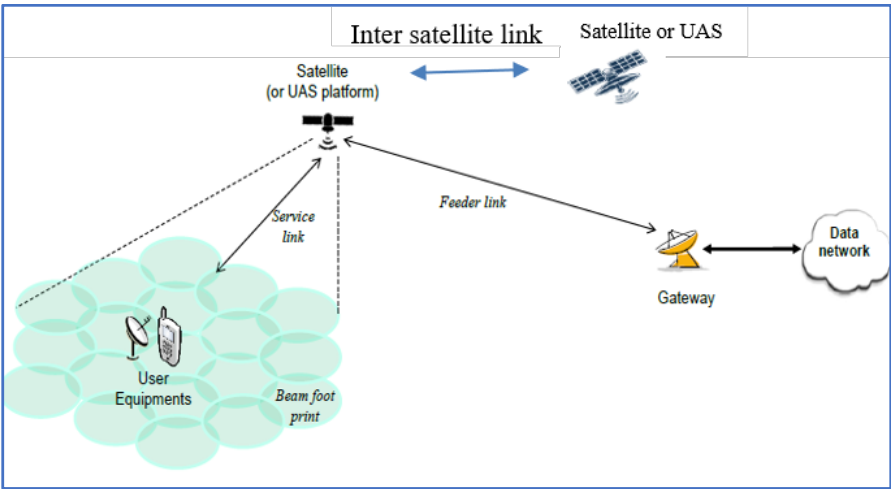 Inter satellite link
Satellite or UAS
Satellite
(or UAS platform)
Feeder link
Service
link
Data
network
Gateway
User
Equipments
Beam foot
print